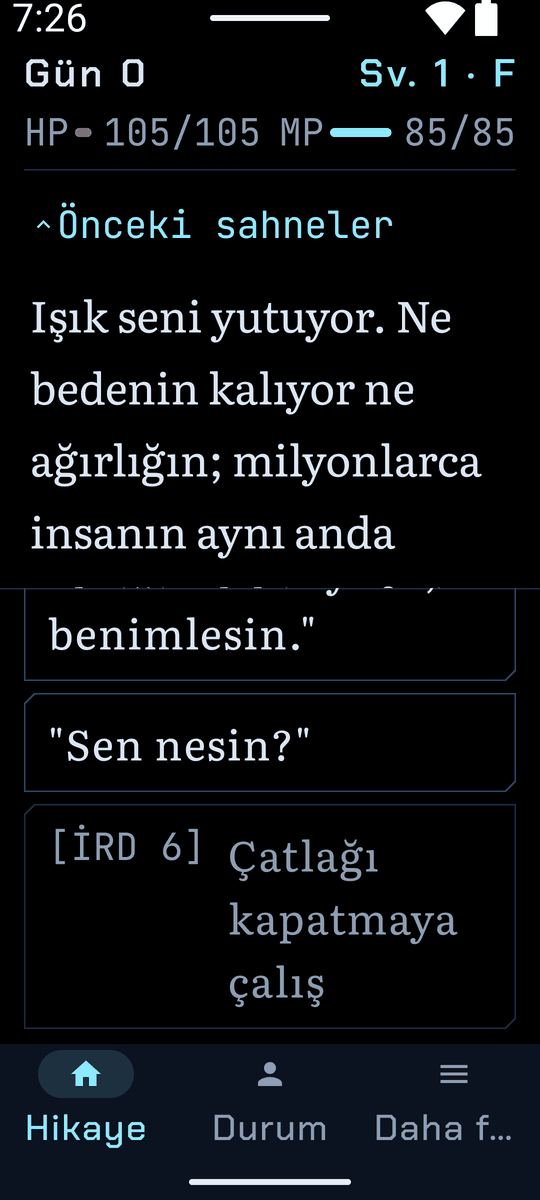 7:26
Gün 0 Sv. 1 · F
HP 105/105 MP 85/85
Önceki sahneler
Işık seni yutuyor. Ne
bedenin kalıyor ne
ağırlığın; milyonlarca
insanın aynı anda
benimlesin."
"Sen nesin?"
[İRD 6] Çatlağı
kapatmaya
çalış
Hikaye Durum Daha f...